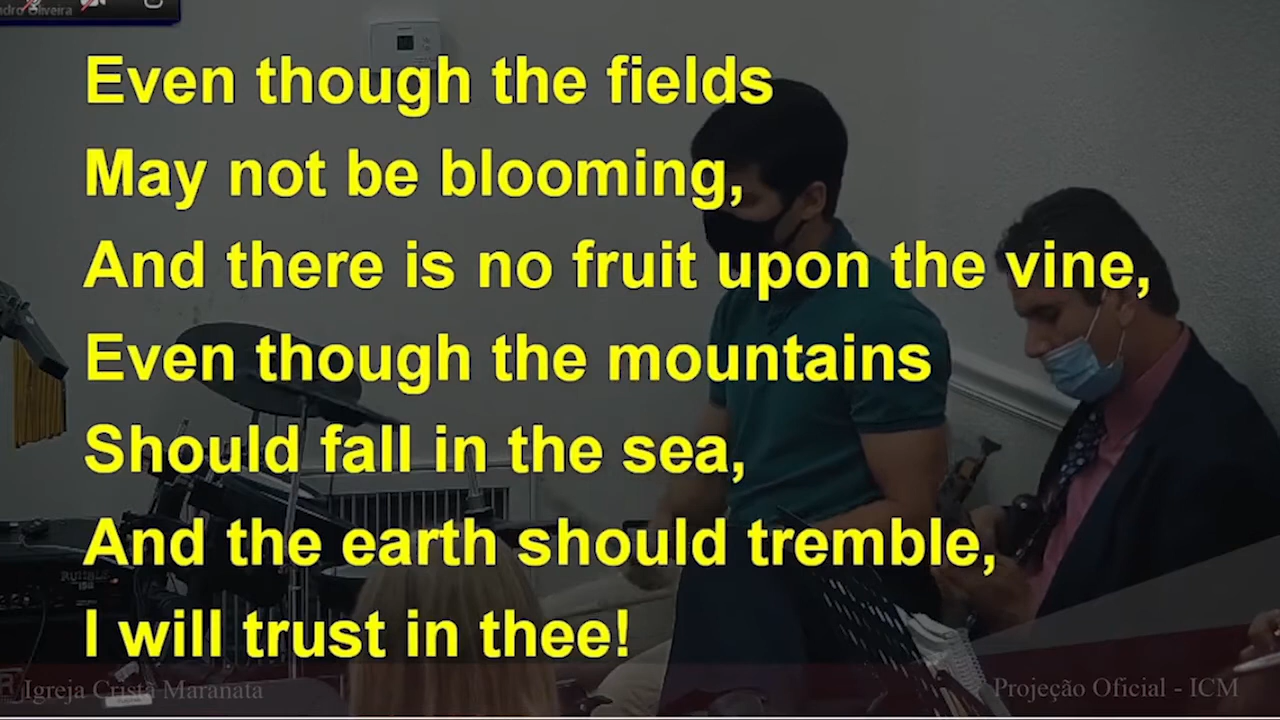 Oliveira
Even though the fields
May not be blooming,
And there is no fruit upon the vine,
Even though the mountains
Should fall in the sea,
And the earth should tremble,
I will trust in thee!
RUMBLE
Igreja Cristã Maranata
Projeção Oficial - ICM